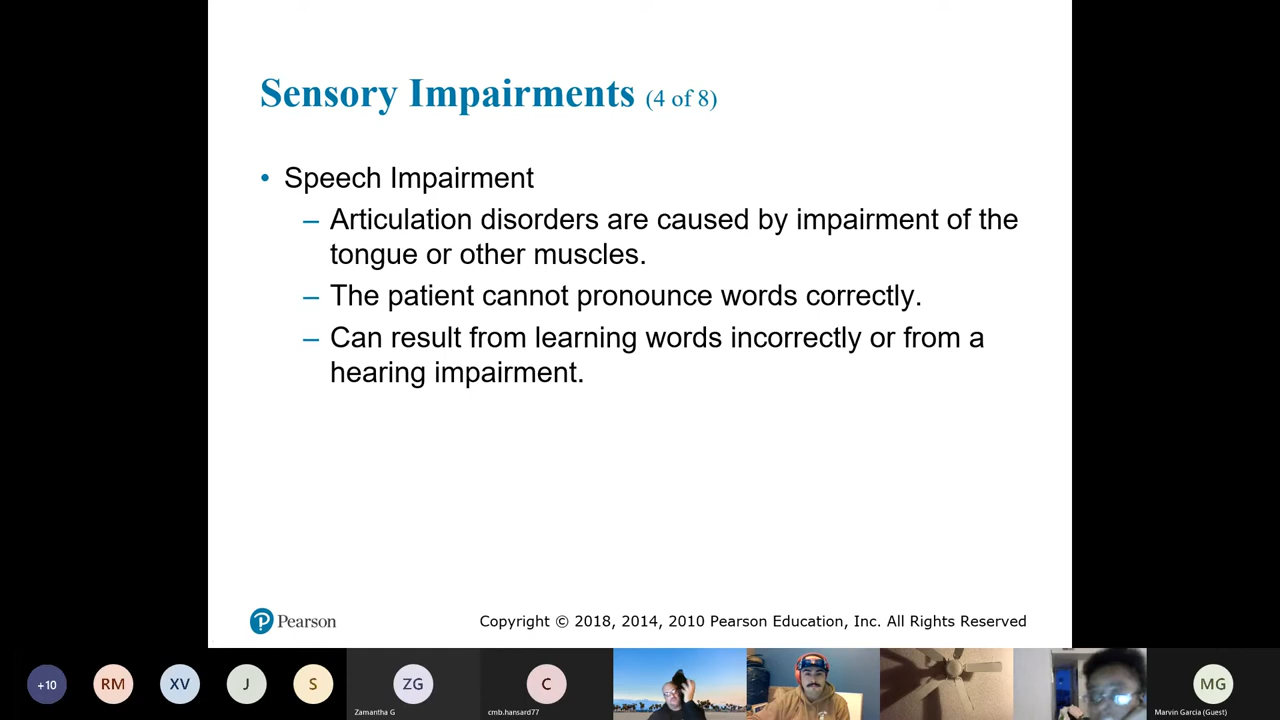 Sensory Impairments (4 of 8)
• Speech Impairment
– Articulation disorders are caused by impairment of the
tongue or other muscles.
– The patient cannot pronounce words correctly.
– Can result from learning words incorrectly or from a
hearing impairment.
P Pearson
Copyright © 2018, 2014, 2010 Pearson Education, Inc. All Rights Reserved
+10
RM
XV
J
S
ZG
Zamantha G
C
cmb.hansard77
MG
Marvin Garcia (Guest)